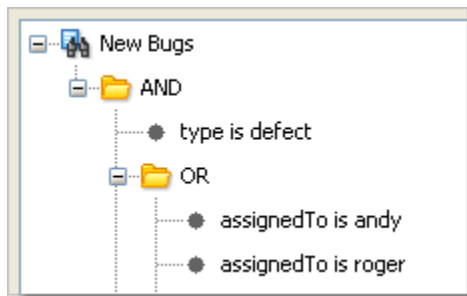 New Bugs
AND
type is defect
OR
assignedTo is andy
assignedTo is roger